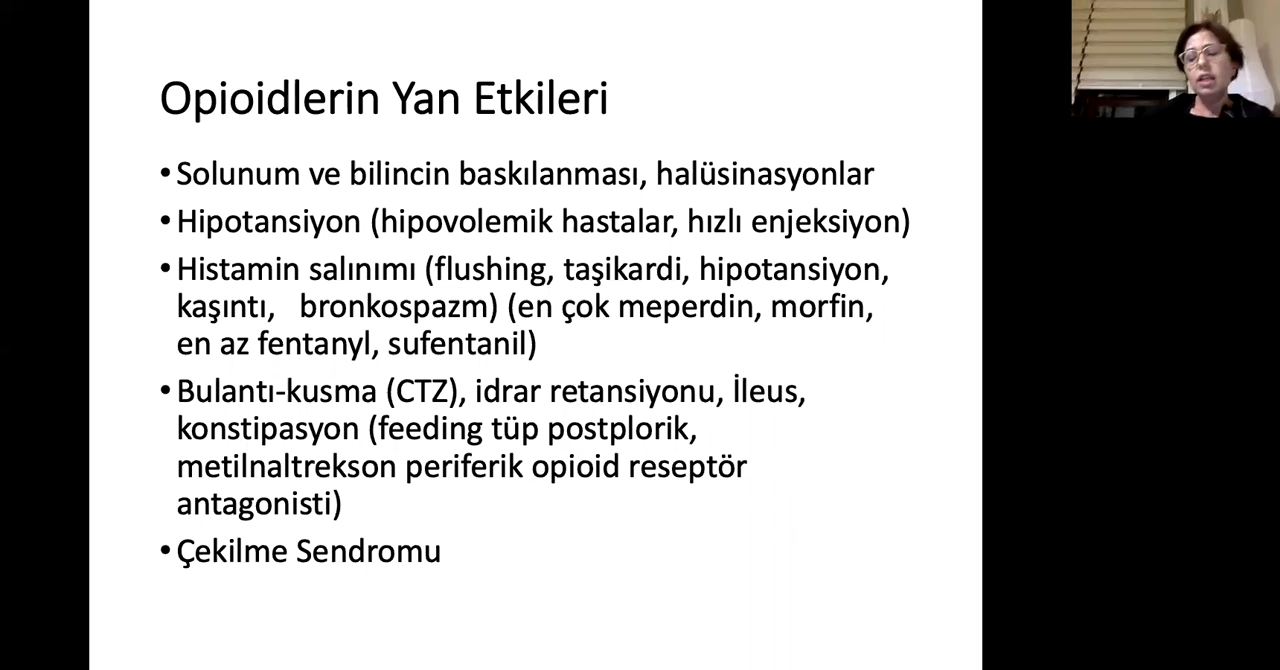 Opioidlerin Yan Etkileri
• Solunum ve bilincin baskılanması, halüsinasyonlar
• Hipotansiyon (hipovolemik hastalar, hızlı enjeksiyon)
• Histamin salınımı (flushing, taşikardi, hipotansiyon,
kaşıntı,   bronkospazm) (en çok meperdin, morfin,
en az fentanyl, sufentanil)
• Bulantı-kusma (CTZ), idrar retansiyonu, İleus,
konstipasyon (feeding tüp postplorik,
metilnaltrekson periferik opioid reseptör
antagonisti)
• Çekilme Sendromu